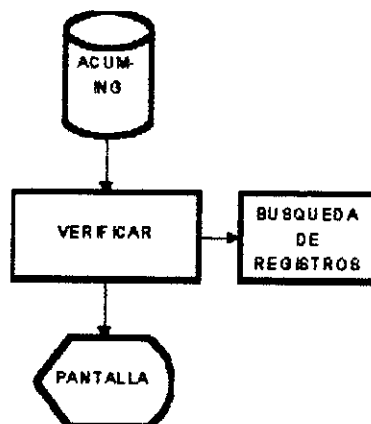 ACUM-
ING
VERIFICAR
BUSQUEDA
DE
REGISTROS
PANTALLA